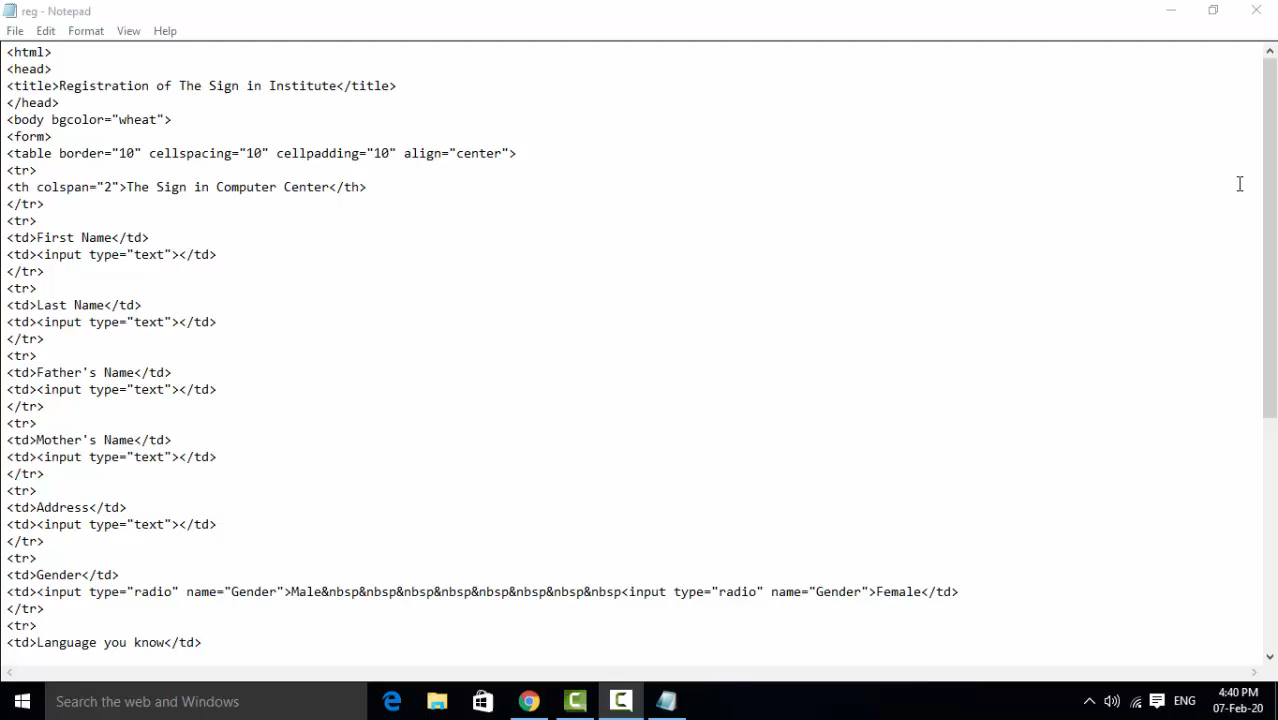 reg - Notepad
File Edit Format View Help
<html>
<head>
<title>Registration of The Sign in Institute</title>
</head>
<body bgcolor="wheat">
<form>
<table border="10" cellspacing="10" cellpadding="10" align="center">
<tr>
<th colspan="2">The Sign in Computer Center</th>
</tr>
<tr>
<td>First Name</td>
<td><input type="text"></td>
</tr>
<tr>
<td>Last Name</td>
<td><input type="text"></td>
</tr>
<tr>
<td>Father's Name</td>
<td><input type="text"></td>
</tr>
<tr>
<td>Mother's Name</td>
<td><input type="text"></td>
</tr>
<tr>
<td>Address</td>
<td><input type="text"></td>
</tr>
<tr>
<td>Gender</td>
<td><input type="radio" name="Gender">Male&nbsp&nbsp&nbsp&nbsp&nbsp&nbsp&nbsp&nbsp<input type="radio" name="Gender">Female</td>
</tr>
<tr>
<td>Language you know</td>
Search the web and Windows
ENG
4:40 PM
07-Feb-20